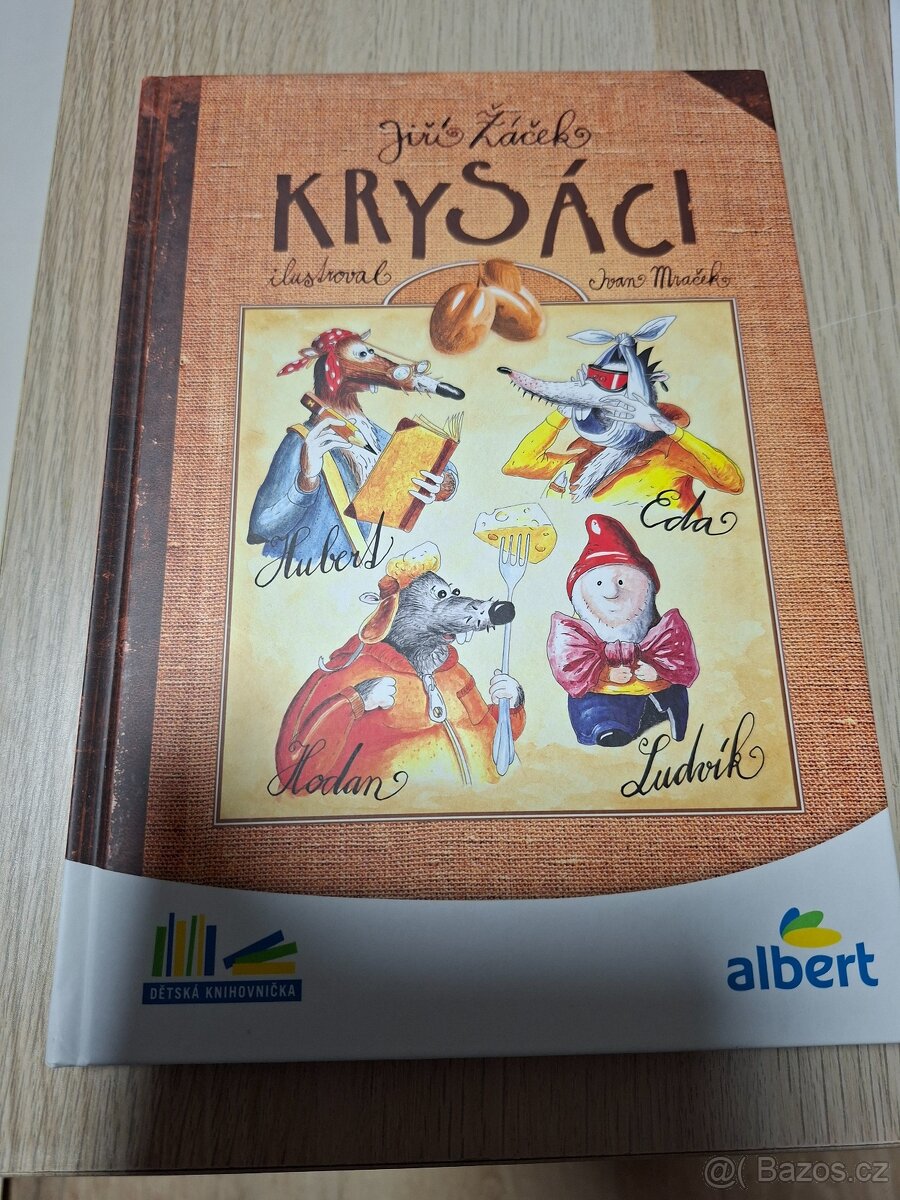 Jiří Žáček
KRYSÁCI
ilustroval Ivan Mraček
Hubert
Eda
Hodan
Ludvík
DĚTSKÁ KNIHOVNIČKA
albert
@( Bazos.cz